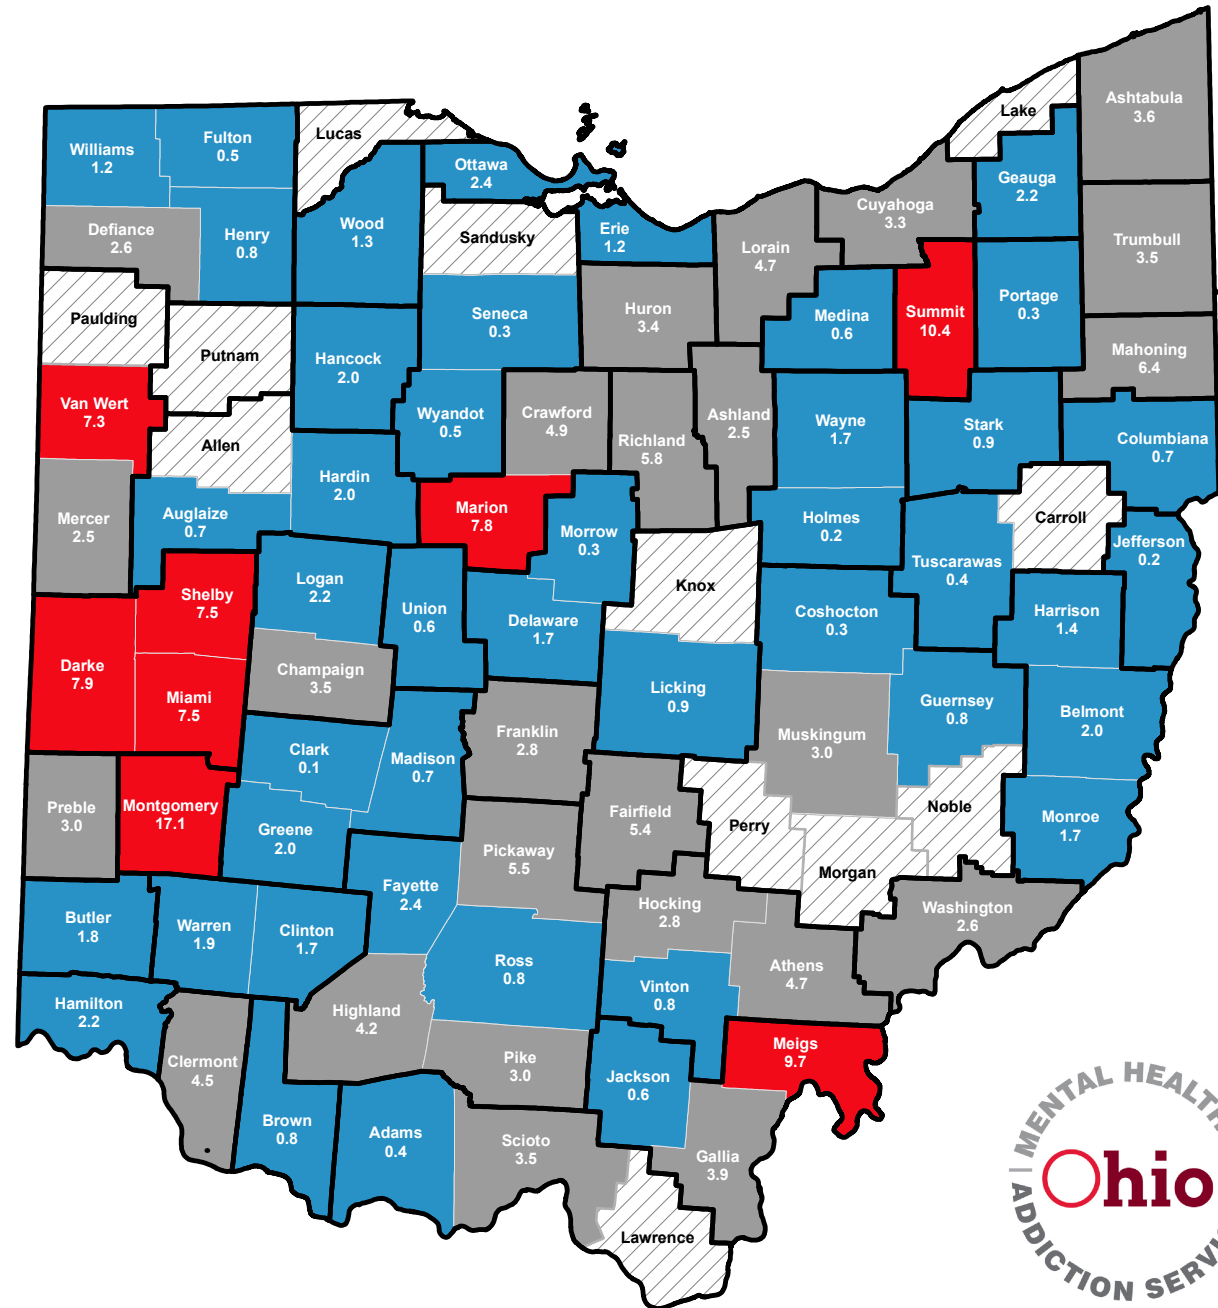 Ashtabula
3.6
Lake
Lucas
Fulton
0.5
Williams
1.2
Ottawa
2.4
Geauga
2.2
Cuyahoga
3.3
Wood
1.3
Erie
1.2
Defiance
2.6
Henry
0.8
Sandusky
Lorain
4.7
Trumbull
3.5
Portage
0.3
Huron
3.4
Seneca
0.3
Medina
0.6
Summit
10.4
Paulding
Putnam
Hancock
2.0
Mahoning
6.4
Van Wert
7.3
Wyandot
0.5
Crawford
4.9
Ashland
2.5
Wayne
1.7
Stark
0.9
Richland
5.8
Columbiana
0.7
Allen
Hardin
2.0
Marion
7.8
Auglaize
0.7
Mercer
2.5
Holmes
0.2
Carroll
Morrow
0.3
Jefferson
0.2
Tuscarawas
0.4
Logan
2.2
Knox
Shelby
7.5
Union
0.6
Delaware
1.7
Coshocton
0.3
Harrison
1.4
Darke
7.9
Champaign
3.5
Licking
0.9
Miami
7.5
Guernsey
0.8
Belmont
2.0
Franklin
2.8
Muskingum
3.0
Clark
0.1
Madison
0.7
Preble
3.0
Montgomery
17.1
Noble
Fairfield
5.4
Monroe
1.7
Greene
2.0
Perry
Pickaway
5.5
Morgan
Fayette
2.4
Hocking
2.8
Washington
2.6
Butler
1.8
Warren
1.9
Clinton
1.7
Ross
0.8
Athens
4.7
Vinton
0.8
Hamilton
2.2
Highland
4.2
Meigs
9.7
Clermont
4.5
Pike
3.0
Jackson
0.6
Brown
0.8
Adams
0.4
Scioto
3.5
Gallia
3.9
Lawrence
MENTAL HEALTH
Ohio
ADDICTION SERV